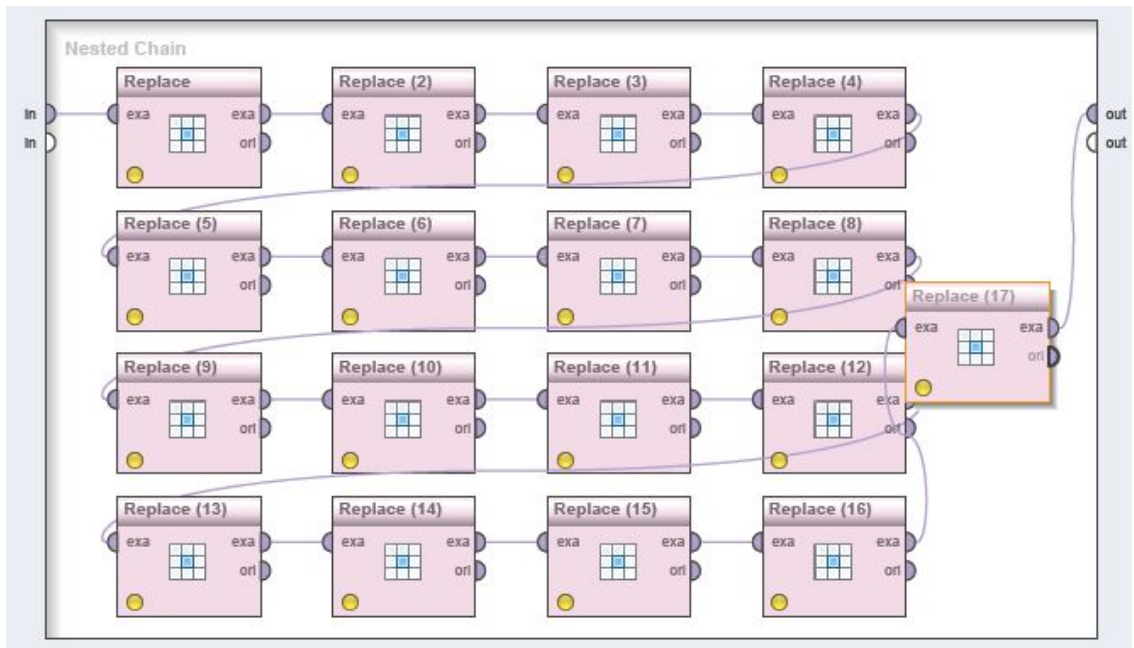 Nested Chain
Replace
Replace (2)
Replace (3)
Replace (4)
in
exa
exa
exa
exa
exa
exa
exa
exa
out
in
ori
ori
ori
ori
out
Replace (5)
Replace (6)
Replace (7)
Replace (8)
exa
exa
exa
exa
exa
exa
exa
exa
ori
ori
ori
ori
Replace (17)
exa
exa
ori
Replace (9)
Replace (10)
Replace (11)
Replace (12)
exa
exa
exa
exa
exa
exa
exa
exa
ori
ori
ori
ori
Replace (13)
Replace (14)
Replace (15)
Replace (16)
exa
exa
exa
exa
exa
exa
exa
exa
ori
ori
ori
ori